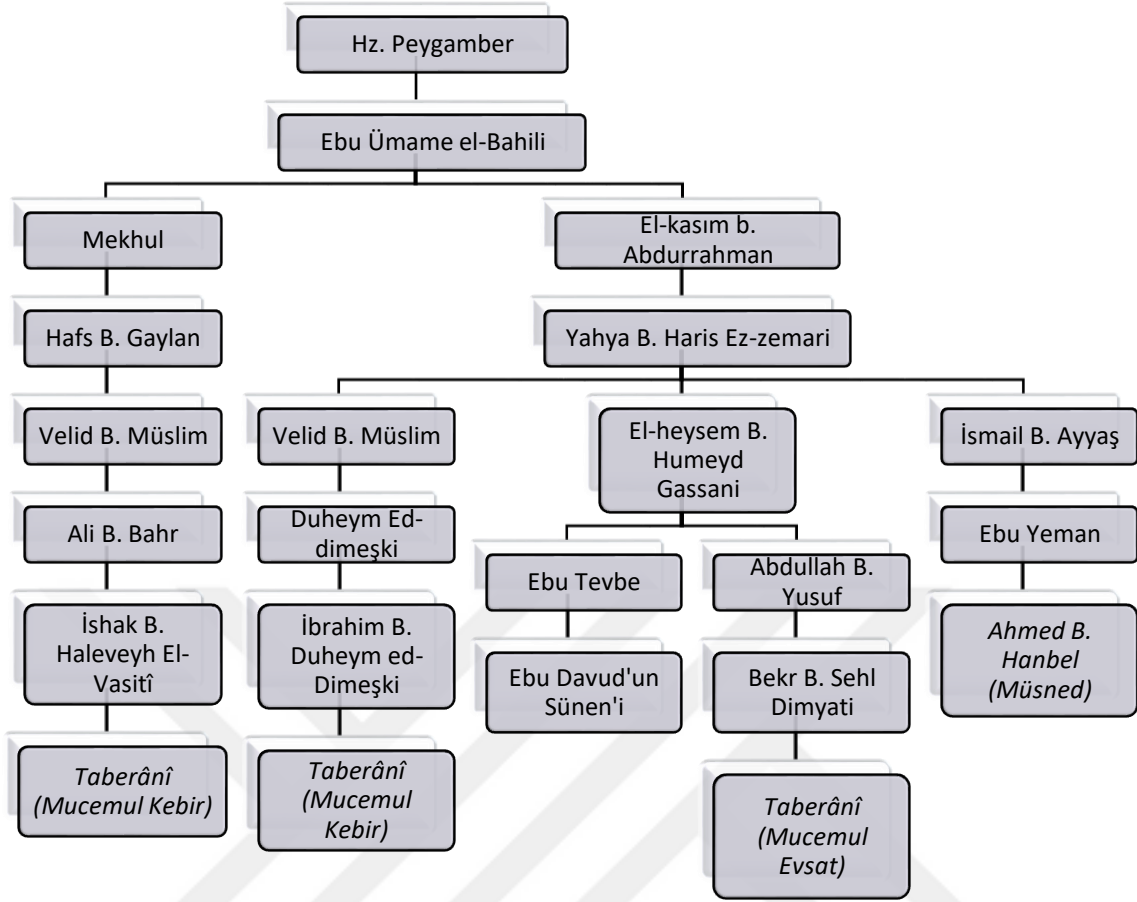 Hz. Peygamber
Ebu Ümame el-Bahili
Mekhul
El-kasım b.
Abdurrahman
Hafs B. Gaylan
Yahya B. Haris Ez-zemari
Velid B. Müslim
Velid B. Müslim
El-heysem B.
Humeyd
Gassani
İsmail B. Ayyaş
Ali B. Bahr
Duheym Ed-
dimeşki
Ebu Tevbe
Abdullah B.
Yusuf
Ebu Yeman
İshak B.
Haleveyh El-
Vasitî
İbrahim B.
Duheym ed-
Dimeşki
Ebu Davud'un
Sünen'i
Bekr B. Sehl
Dimyati
Ahmed B.
Hanbel
(Müsned)
Taberânî
(Mucemul Kebir)
Taberânî
(Mucemul
Kebir)
Taberânî
(Mucemul
Evsat)